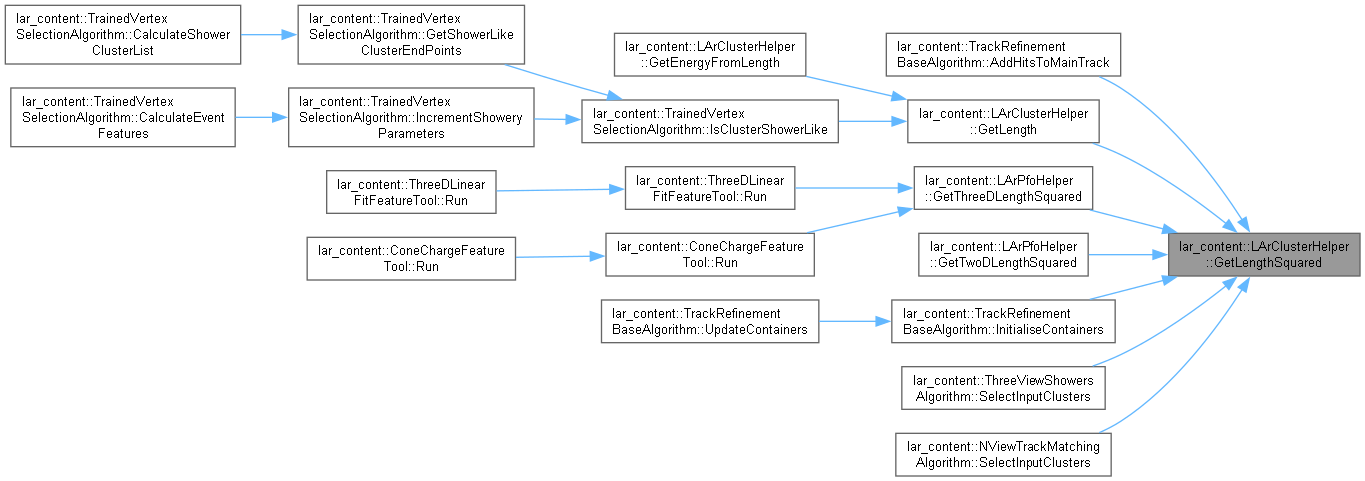 lar_content::TrainedVertex
SelectionAlgorithm::CalculateShower
ClusterList
lar_content::TrainedVertex
SelectionAlgorithm::GetShowerLike
ClusterEndPoints
lar_content::LArClusterHelper
::GetEnergyFromLength
lar_content::TrackRefinement
BaseAlgorithm::AddHitsToMainTrack
lar_content::TrainedVertex
SelectionAlgorithm::CalculateEvent
Features
lar_content::TrainedVertex
SelectionAlgorithm::IncrementShowery
Parameters
lar_content::TrainedVertex
SelectionAlgorithm::IsClusterShowerLike
lar_content::LArClusterHelper
::GetLength
lar_content::ThreeDLinear
FitFeatureTool::Run
lar_content::ThreeDLinear
FitFeatureTool::Run
lar_content::LArPfoHelper
::GetThreeDLengthSquared
lar_content::ConeChargeFeature
Tool::Run
lar_content::ConeChargeFeature
Tool::Run
lar_content::LArPfoHelper
::GetTwoDLengthSquared
lar_content::LArClusterHelper
::GetLengthSquared
lar_content::TrackRefinement
BaseAlgorithm::UpdateContainers
lar_content::TrackRefinement
BaseAlgorithm::InitialiseContainers
lar_content::ThreeViewShowers
Algorithm::SelectInputClusters
lar_content::NViewTrackMatching
Algorithm::SelectInputClusters